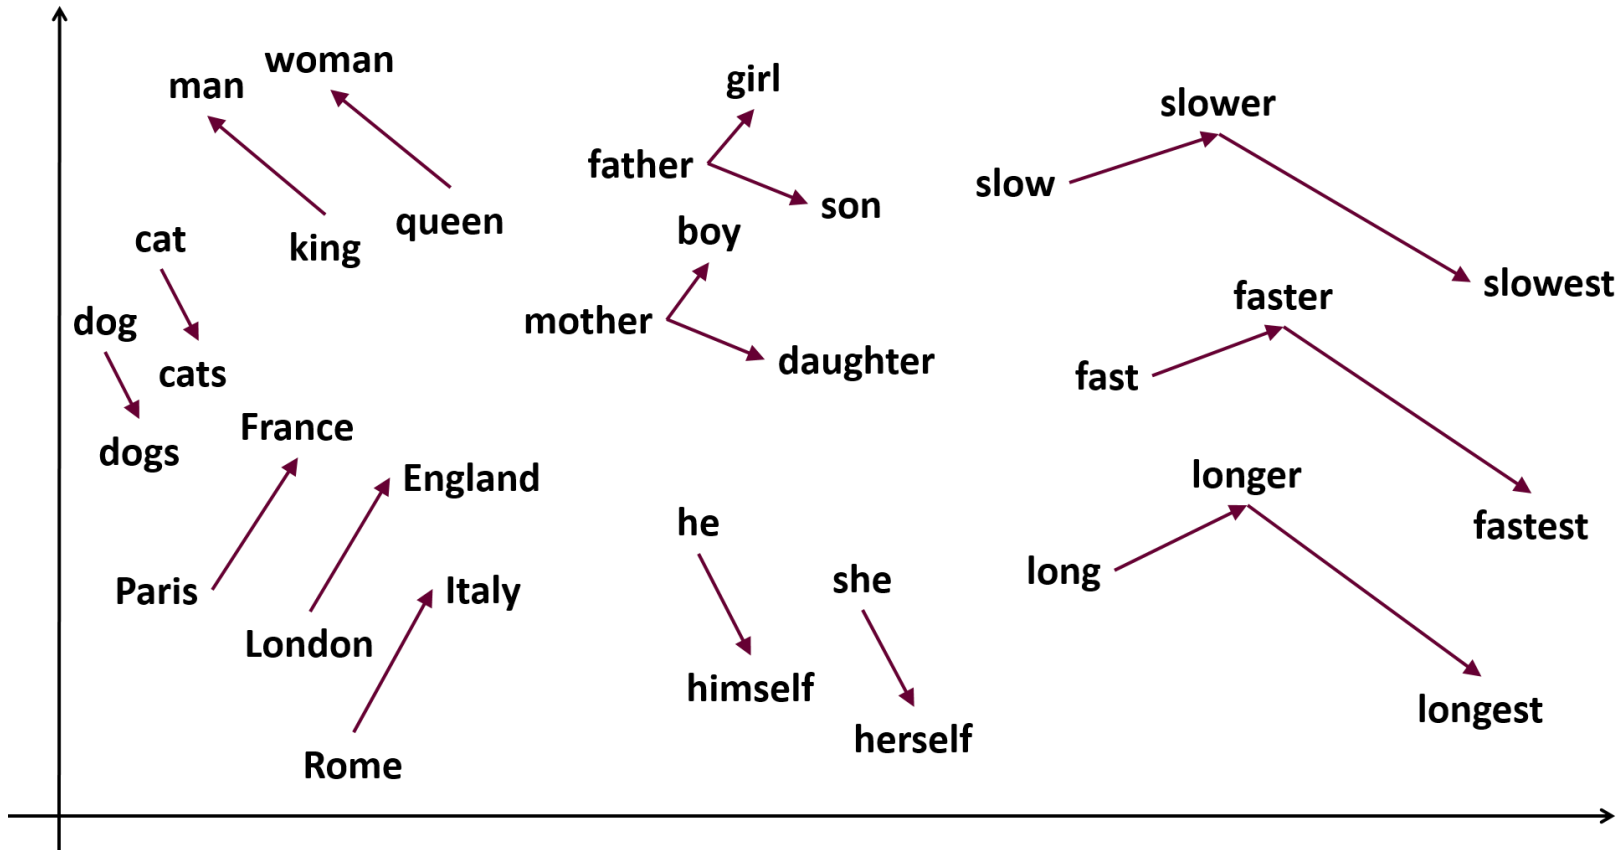 man
woman
king
queen
cat
cats
dog
dogs
France
Paris
England
London
Italy
Rome
girl
father
son
boy
mother
daughter
he
himself
she
herself
slower
slow
slowest
faster
fast
fastest
longer
long
longest